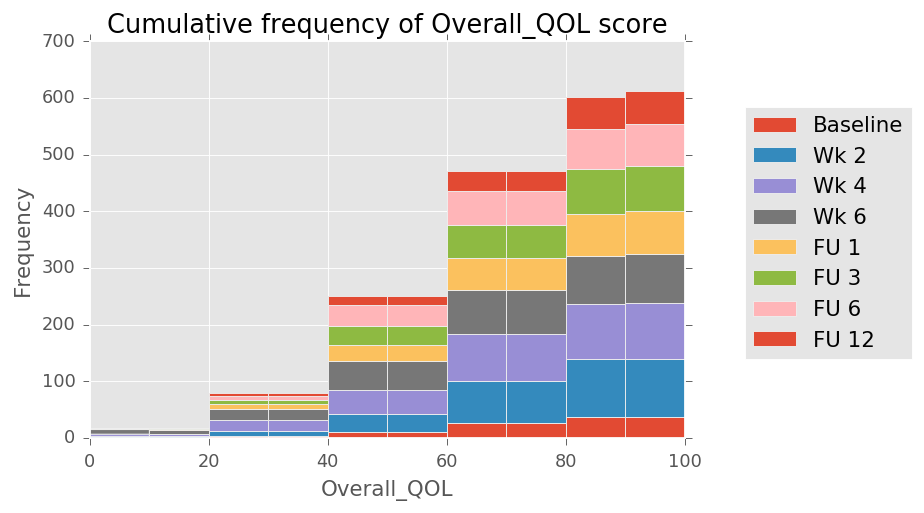 Cumulative frequency of Overall_QOL score
700
600
500
400
300
200
100
0
Frequency
0 20 40 60 80 100
Overall_QOL
Baseline
Wk 2
Wk 4
Wk 6
FU 1
FU 3
FU 6
FU 12